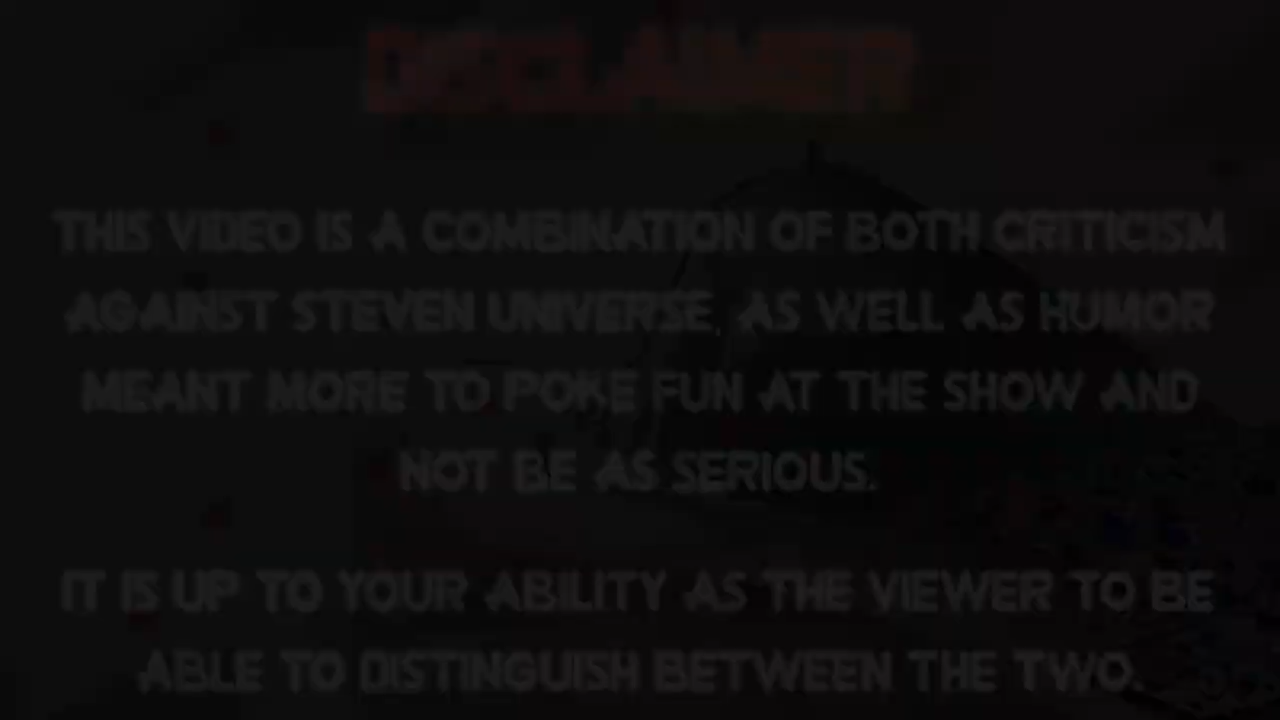 DISCLAIMER
THIS VIDEO IS A COMBINATION OF BOTH CRITICISM
AGAINST STEVEN UNIVERSE, AS WELL AS HUMOR
MEANT MORE TO POKE FUN AT THE SHOW AND
NOT BE AS SERIOUS.
IT IS UP TO YOUR ABILITY AS THE VIEWER TO BE
ABLE TO DISTINGUISH BETWEEN THE TWO.